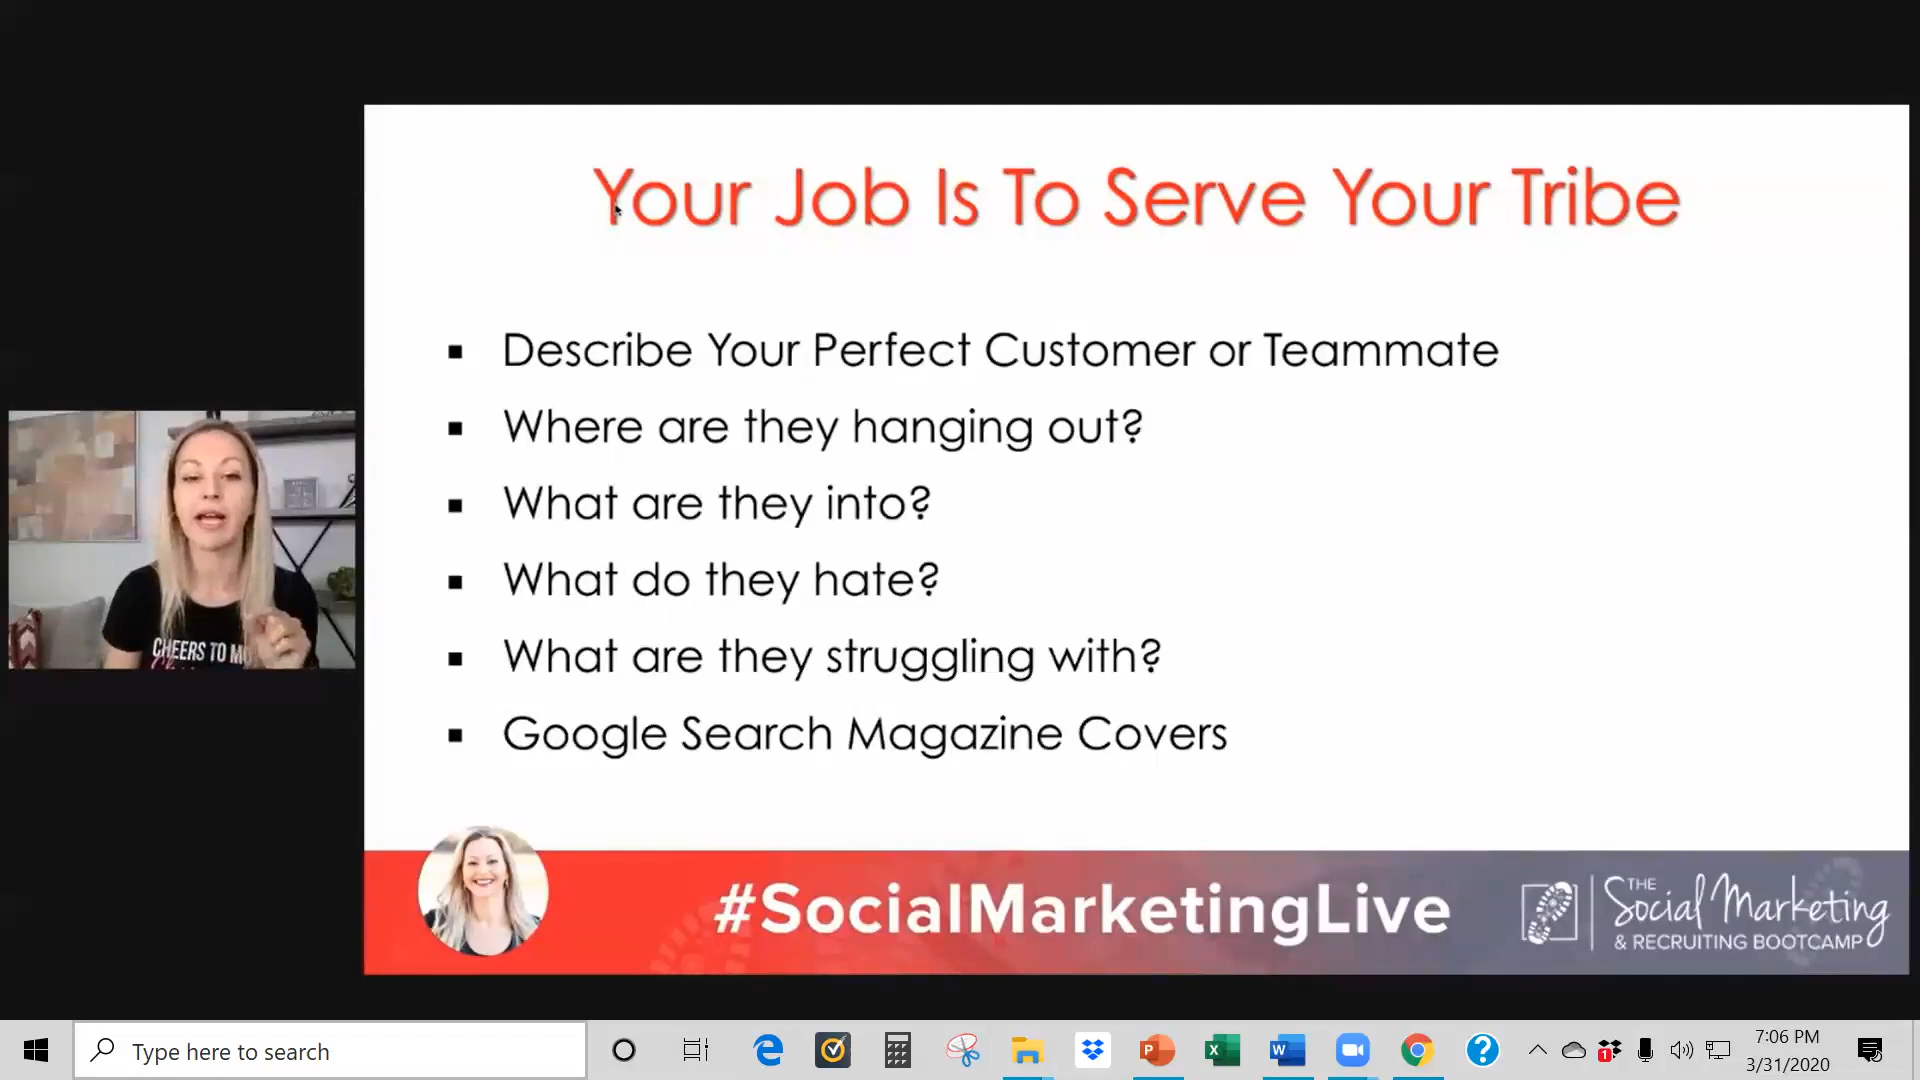 Your Job Is To Serve Your Tribe
Describe Your Perfect Customer or Teammate
Where are they hanging out?
What are they into?
What do they hate?
What are they struggling with?
Google Search Magazine Covers
CHEERS TO
#SocialMarketingLive
THE
Social Marketing
& RECRUITING BOOTCAMP
Type here to search
7:06 PM
3/31/2020